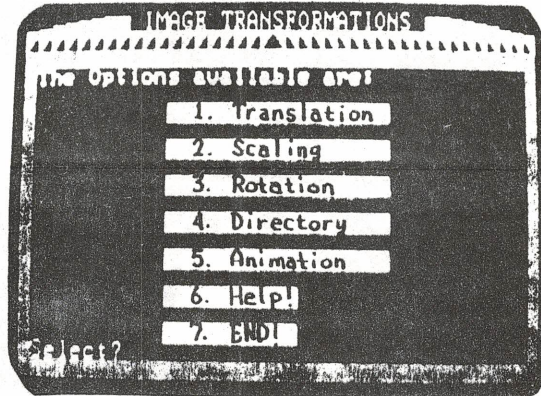 IMAGE TRANSFORMATIONS
The Options available are:
1. Translation
2. Scaling
3. Rotation
4. Directory
5. Animation
6. Help!
7. END!
Select?